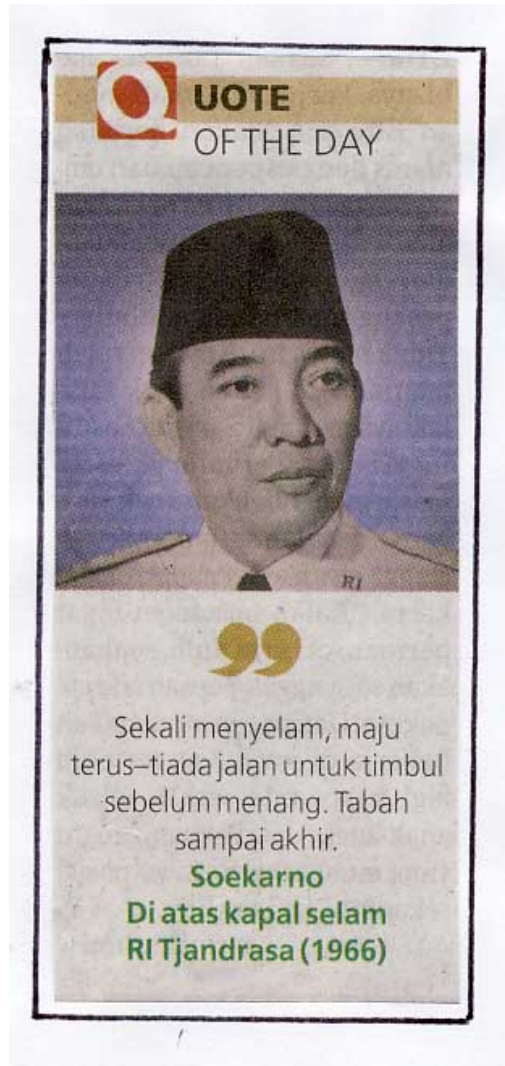 QUOTE
OF THE DAY
RI
Sekali menyelam, maju
terus–tiada jalan untuk timbul
sebelum menang. Tabah
sampai akhir.
Soekarno
Di atas kapal selam
RI Tjandrasa (1966)